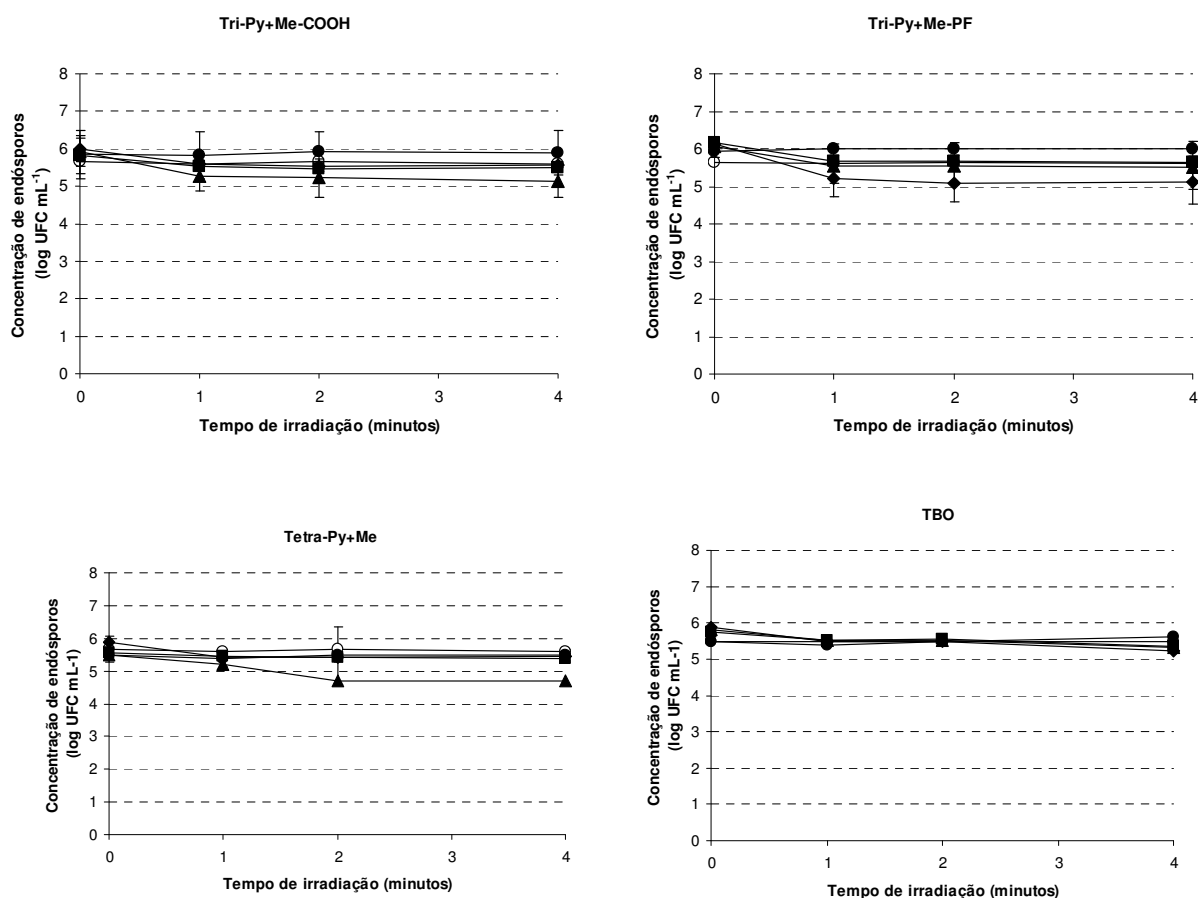 Tri-Py+Me-COOH
Concentração de endósporos
(log UFC mL⁻¹)
8
7
6
5
4
3
2
1
0
0 1 2 3 4
Tempo de irradiação (minutos)
Tri-Py+Me-PF
Concentração de endósporos
(log UFC mL⁻¹)
8
7
6
5
4
3
2
1
0
0 1 2 3 4
Tempo de irradiação (minutos)
Tetra-Py+Me
Concentração de endósporos
(log UFC mL-1)
8
7
6
5
4
3
2
1
0
0 1 2 3 4
Tempo de irradiação (minutos)
TBO
Concentração de endósporos
(log UFC mL-1)
8
7
6
5
4
3
2
1
0
0 1 2 3 4
Tempo de irradiação (minutos)